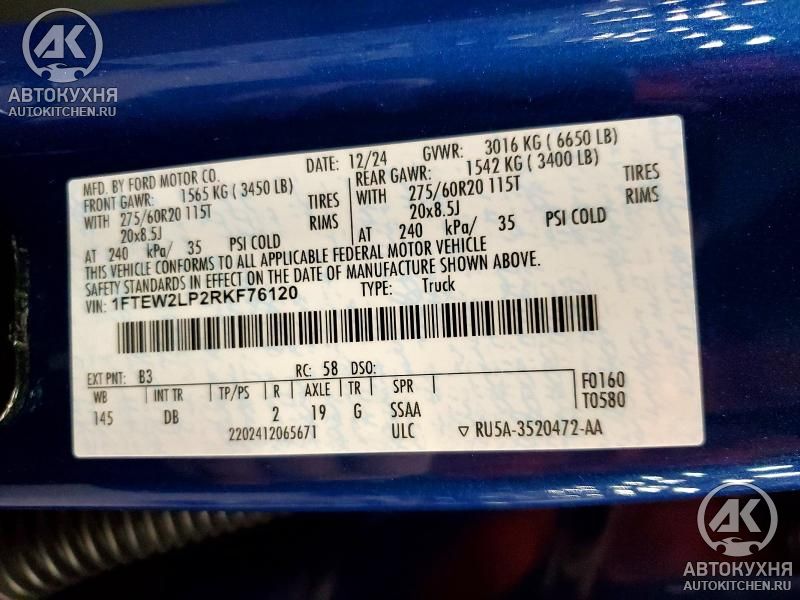 AK
АВТОКУХНЯ
AUTOKITCHEN.RU
MFD. BY FORD MOTOR CO. DATE: 12/24 GVWR: 3016 KG ( 6650 LB)
FRONT GAWR: 1565 KG ( 3450 LB) REAR GAWR: 1542 KG ( 3400 LB)
WITH 275/60R20 115T TIRES WITH 275/60R20 115T TIRES
20x8.5J RIMS 20x8.5J RIMS
AT 240 kPa/ 35 PSI COLD AT 240 kPa/ 35 PSI COLD
THIS VEHICLE CONFORMS TO ALL APPLICABLE FEDERAL MOTOR VEHICLE
SAFETY STANDARDS IN EFFECT ON THE DATE OF MANUFACTURE SHOWN ABOVE.
VIN: 1FTEW2LP2RKF76120 TYPE: Truck
EXT PNT: B3 RC: 58 DSO:
WB INT TR TP/PS R AXLE TR SPR F0160
145 DB 2 19 G SSAA T0580
2202412065671 ULC ▽ RU5A-3520472-AA
AK
АВТОКУХНЯ
AUTOKITCHEN.RU